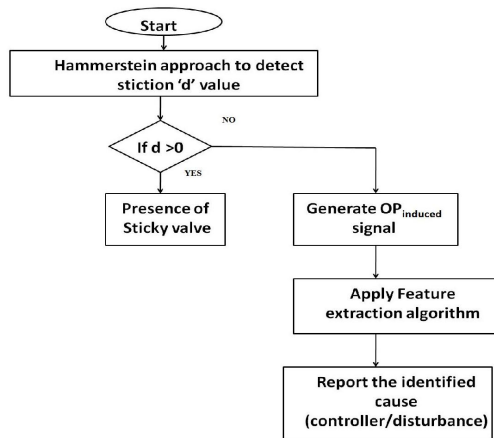 Start
Hammerstein approach to detect
stiction ‘d’ value
NO
If d >0
YES
Presence of
Sticky valve
Generate OPinduced
signal
Apply Feature
extraction algorithm
Report the identified
cause
(controller/disturbance)